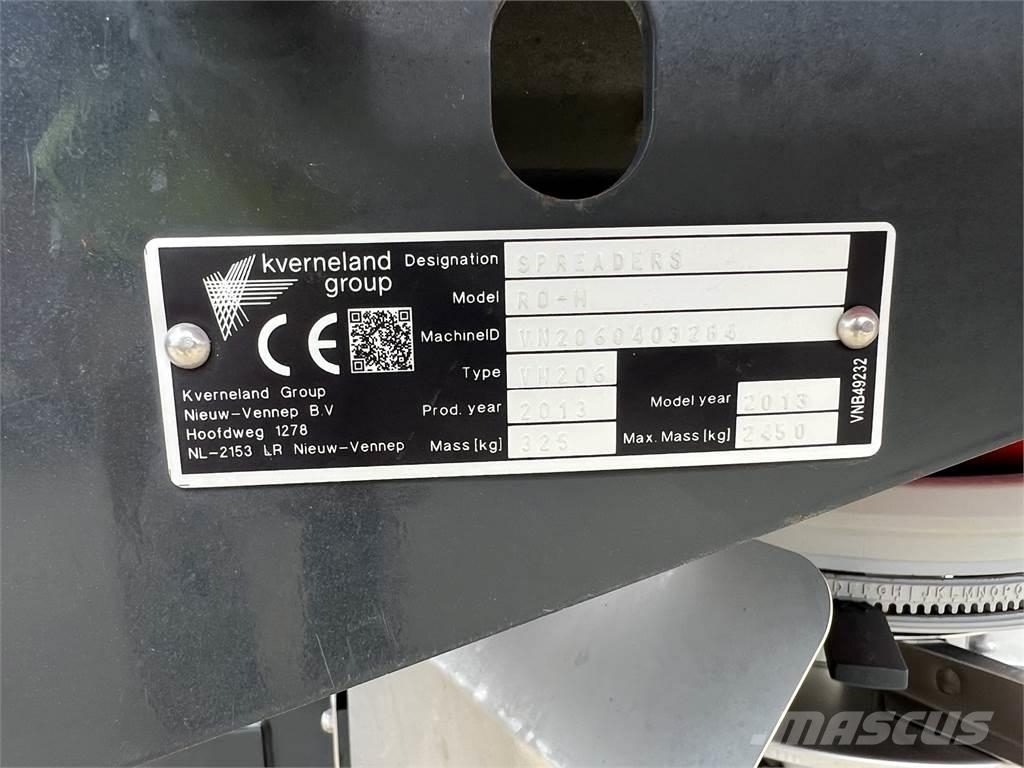 kverneland
group
CE
Kverneland Group
Nieuw-Vennep B.V
Hoofdweg 1278
NL-2153 LR Nieuw-Vennep
Designation SPREADERS
Model RO-H
MachineID
Type VN206
Prod. year 2013 Model year 2013
Mass [kg] 325 Max. Mass [kg] 2450
VNB49232
JKLMNOP
MASCUS